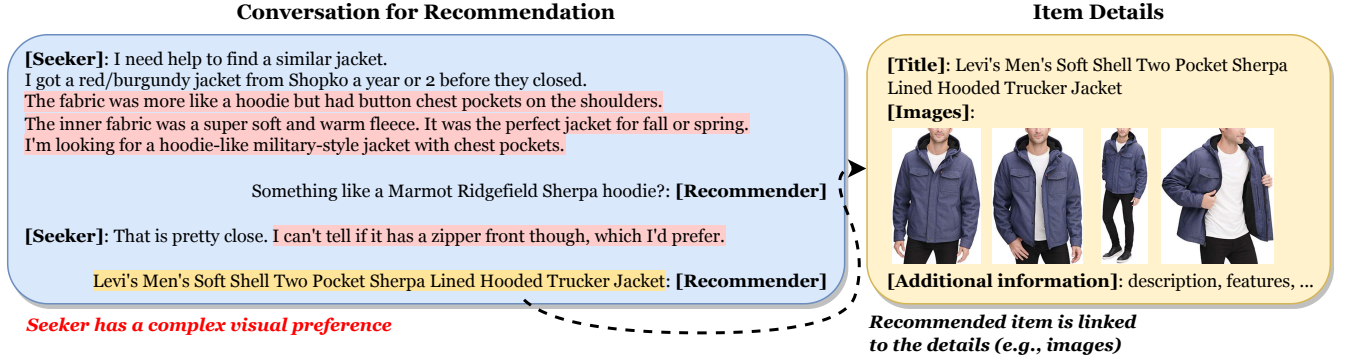 Conversation for Recommendation
[Seeker]: I need help to find a similar jacket.
I got a red/burgundy jacket from Shopko a year or 2 before they closed.
The fabric was more like a hoodie but had button chest pockets on the shoulders.
The inner fabric was a super soft and warm fleece. It was the perfect jacket for fall or spring.
I'm looking for a hoodie-like military-style jacket with chest pockets.
Something like a Marmot Ridgefield Sherpa hoodie?: [Recommender]
[Seeker]: That is pretty close. I can't tell if it has a zipper front though, which I'd prefer.
Levi's Men's Soft Shell Two Pocket Sherpa Lined Hooded Trucker Jacket: [Recommender]
Seeker has a complex visual preference
Item Details
[Title]: Levi's Men's Soft Shell Two Pocket Sherpa
Lined Hooded Trucker Jacket
[Images]:
[Additional information]: description, features, ...
Recommended item is linked
to the details (e.g., images)